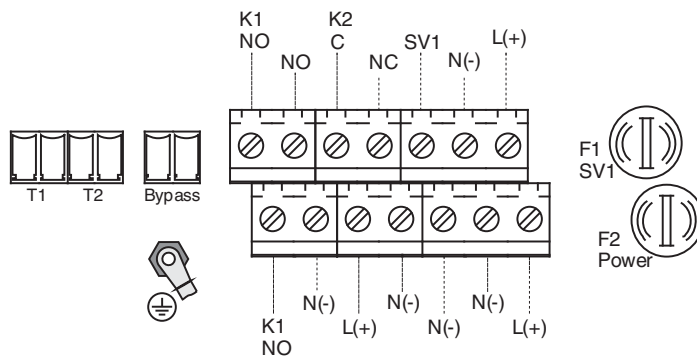 K1
NO
NO
K2
C
NC
SV1
N(-)
L(+)
T1
T2
Bypass
F1
SV1
F2
Power
K1
NO
N(-)
L(+)
N(-)
N(-)
N(-)
L(+)